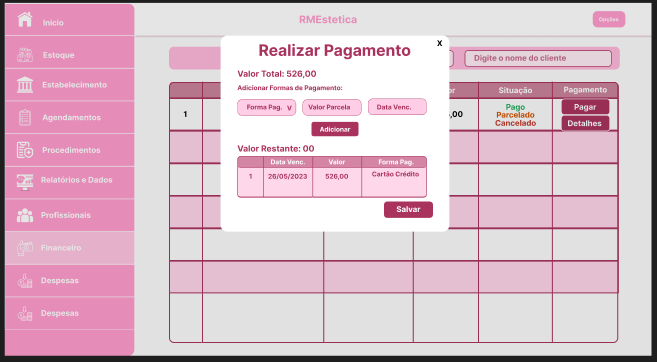 RMEstetica
Opções
Início
Estoque
Estabelecimento
Agendamentos
Procedimentos
Relatórios e Dados
Profissionais
Financeiro
Despesas
Despesas
Digite o nome do cliente
Situação
Pagamento
1
,00
Pago
Parcelado
Cancelado
Pagar
Detalhes
X
Realizar Pagamento
Valor Total: 526,00
Adicionar Formas de Pagamento:
Forma Pag. V
Valor Parcela
Data Venc.
Adicionar
Valor Restante: 00
Data Venc. Valor Forma Pag.
1 26/05/2023 526,00 Cartão Crédito
Salvar